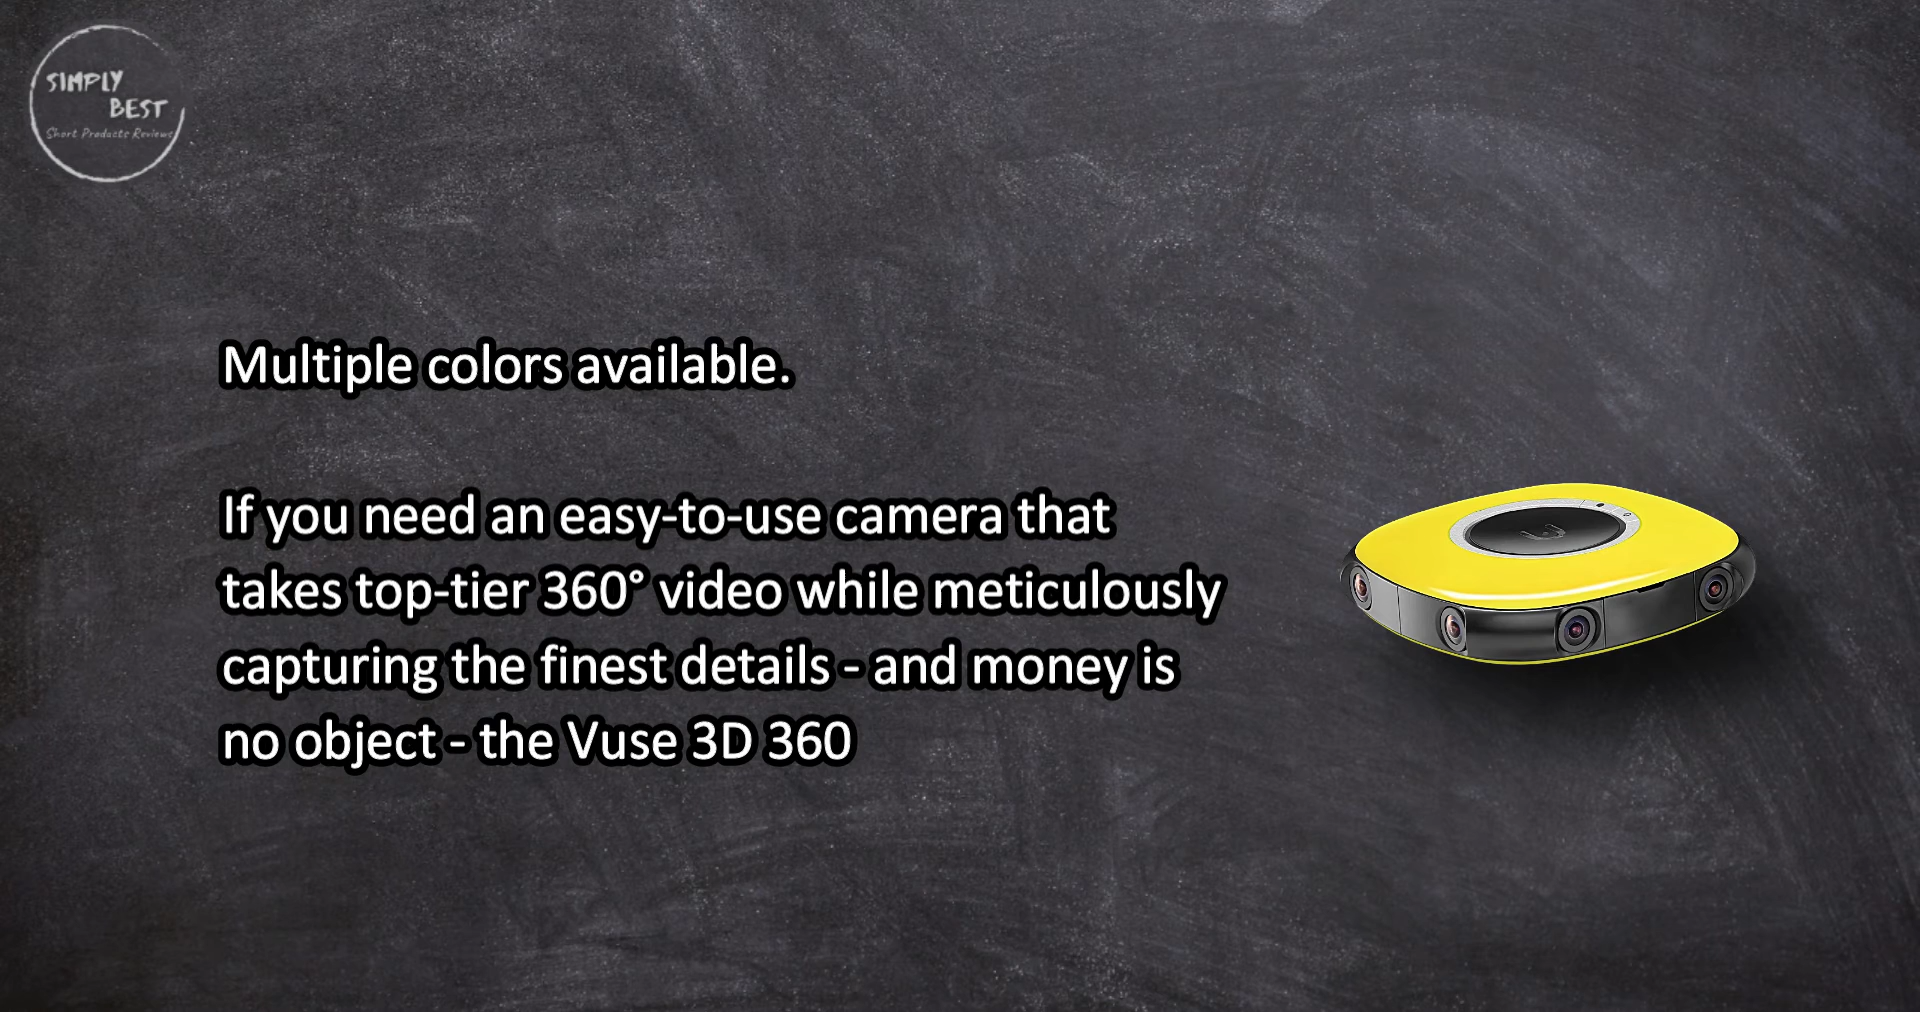 SIMPLY
BEST
Short Products Reviews
Multiple colors available.
If you need an easy-to-use camera that
takes top-tier 360° video while meticulously
capturing the finest details - and money is
no object - the Vuse 3D 360